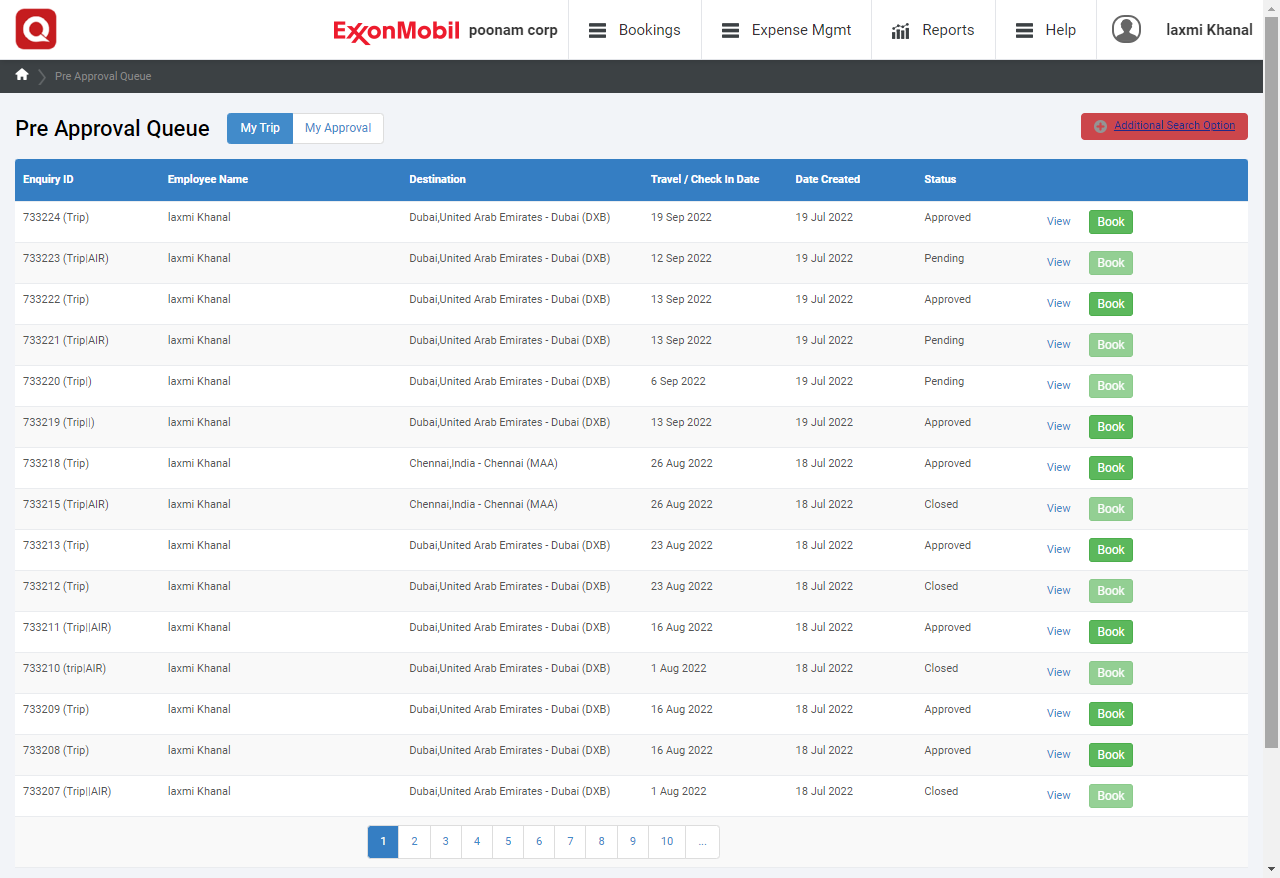 Q ExxonMobil poonam corp Bookings Expense Mgmt Reports Help laxmi Khanal
Pre Approval Queue
Pre Approval Queue My Trip My Approval Additional Search Option
Enquiry ID Employee Name Destination Travel / Check In Date Date Created Status
733224 (Trip) laxmi Khanal Dubai,United Arab Emirates - Dubai (DXB) 19 Sep 2022 19 Jul 2022 Approved View Book
733223 (Trip|AIR) laxmi Khanal Dubai,United Arab Emirates - Dubai (DXB) 12 Sep 2022 19 Jul 2022 Pending View Book
733222 (Trip) laxmi Khanal Dubai,United Arab Emirates - Dubai (DXB) 13 Sep 2022 19 Jul 2022 Approved View Book
733221 (Trip|AIR) laxmi Khanal Dubai,United Arab Emirates - Dubai (DXB) 13 Sep 2022 19 Jul 2022 Pending View Book
733220 (Trip|) laxmi Khanal Dubai,United Arab Emirates - Dubai (DXB) 6 Sep 2022 19 Jul 2022 Pending View Book
733219 (Trip||) laxmi Khanal Dubai,United Arab Emirates - Dubai (DXB) 13 Sep 2022 19 Jul 2022 Approved View Book
733218 (Trip) laxmi Khanal Chennai,India - Chennai (MAA) 26 Aug 2022 18 Jul 2022 Approved View Book
733215 (Trip|AIR) laxmi Khanal Chennai,India - Chennai (MAA) 26 Aug 2022 18 Jul 2022 Closed View Book
733213 (Trip) laxmi Khanal Dubai,United Arab Emirates - Dubai (DXB) 23 Aug 2022 18 Jul 2022 Approved View Book
733212 (Trip) laxmi Khanal Dubai,United Arab Emirates - Dubai (DXB) 23 Aug 2022 18 Jul 2022 Closed View Book
733211 (Trip||AIR) laxmi Khanal Dubai,United Arab Emirates - Dubai (DXB) 16 Aug 2022 18 Jul 2022 Approved View Book
733210 (trip|AIR) laxmi Khanal Dubai,United Arab Emirates - Dubai (DXB) 1 Aug 2022 18 Jul 2022 Closed View Book
733209 (Trip) laxmi Khanal Dubai,United Arab Emirates - Dubai (DXB) 16 Aug 2022 18 Jul 2022 Approved View Book
733208 (Trip) laxmi Khanal Dubai,United Arab Emirates - Dubai (DXB) 16 Aug 2022 18 Jul 2022 Approved View Book
733207 (Trip||AIR) laxmi Khanal Dubai,United Arab Emirates - Dubai (DXB) 1 Aug 2022 18 Jul 2022 Closed View Book
1 2 3 4 5 6 7 8 9 10 ...